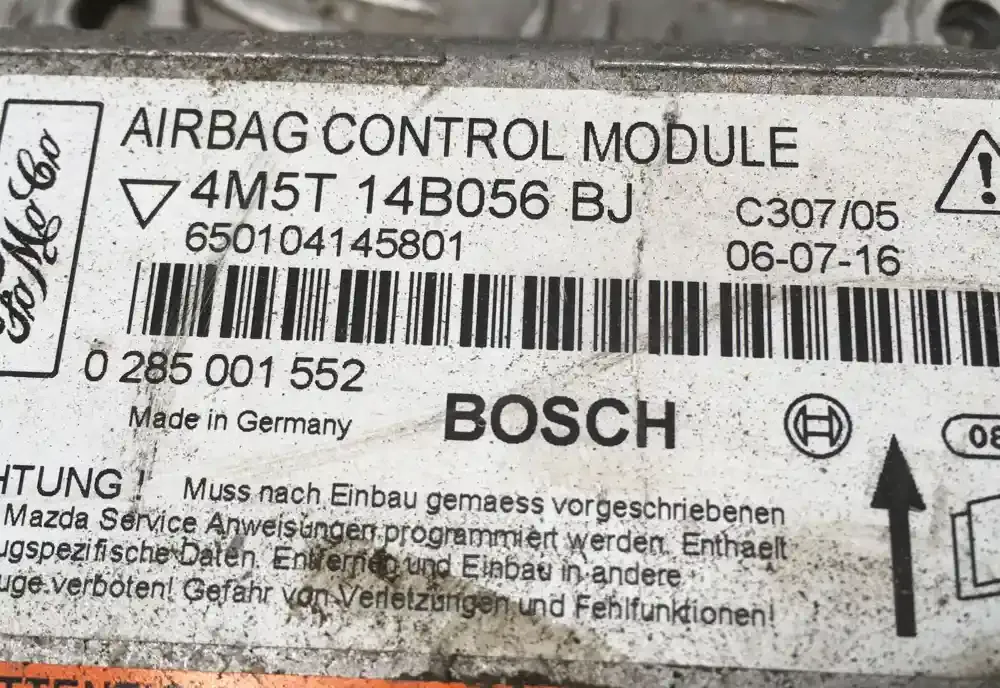 FoMoCo
AIRBAG CONTROL MODULE
4M5T 14B056 BJ
C307/05
650104145801
06-07-16
0 285 001 552
Made in Germany
BOSCH
08
HTUNG ! Muss nach Einbau gemaess vorgeschriebenen
Mazda Service Anweisungen programmiert werden. Enthaelt
ugspezifische Daten. Entfernen und Einbau in andere
uge verboten! Gefahr von Verletzungen und Fehlfunktionen!